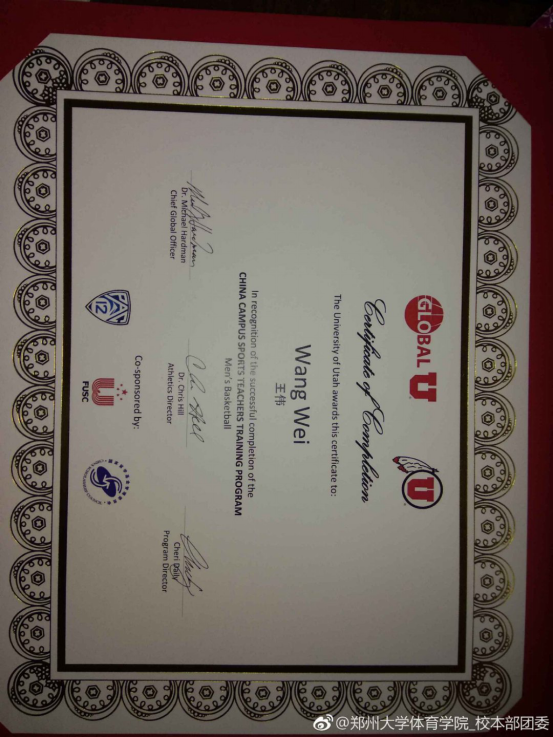 GLOBAL U
U
Certificate of Completion
The University of Utah awards this certificate to:
Wang Wei
王伟
In recognition of the successful completion of the
CHINA CAMPUS SPORTS TEACHERS TRAINING PROGRAM
Men's Basketball
Dr. Michael Hardman
Chief Global Officer
Dr. Chris Hill
Athletics Director
Cheri Daily
Program Director
Co-sponsored by:
PAC
12
FUSC
@郑州大学体育学院_校本部团委